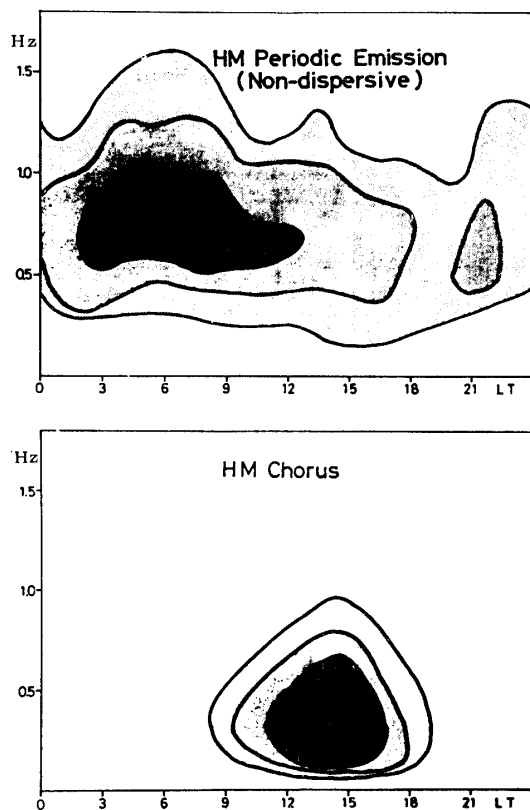 Hz
HM Periodic Emission
(Non-dispersive)
1.5
1.0
0.5
0 3 6 9 12 15 18 21 LT
Hz
HM Chorus
1.5
1.0
0.5
0 3 6 9 12 15 18 21 LT